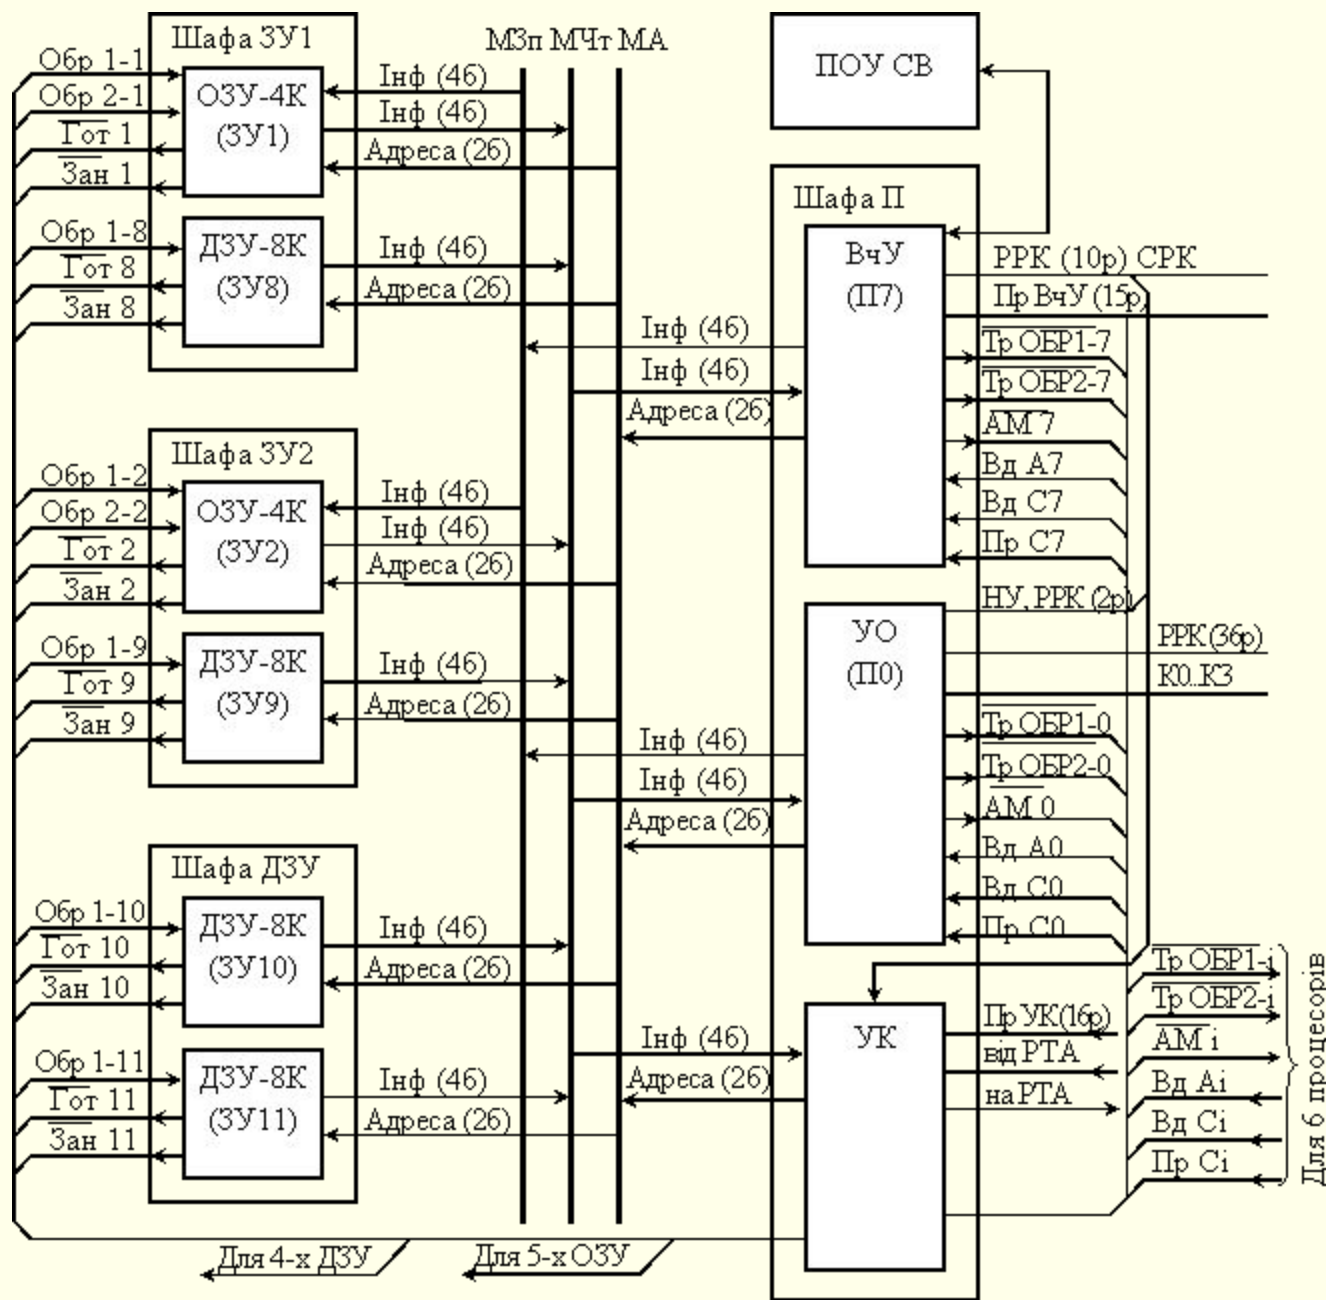 Шафа ЗУ1
Обр 1-1
Обр 2-1
Гот 1
Зан 1
ОЗУ-4К
(ЗУ1)
Інф (46)
Інф (46)
Адреса (26)
Обр 1-8
Гот 8
Зан 8
ДЗУ-8К
(ЗУ8)
Інф (46)
Адреса (26)
Шафа ЗУ2
Обр 1-2
Обр 2-2
Гот 2
Зан 2
ОЗУ-4К
(ЗУ2)
Інф (46)
Інф (46)
Адреса (26)
Обр 1-9
Гот 9
Зан 9
ДЗУ-8К
(ЗУ9)
Інф (46)
Адреса (26)
Шафа ДЗУ
Обр 1-10
Гот 10
Зан 10
ДЗУ-8К
(ЗУ10)
Інф (46)
Адреса (26)
Обр 1-11
Гот 11
Зан 11
ДЗУ-8К
(ЗУ11)
Інф (46)
Адреса (26)
Для 4-х ДЗУ
Для 5-х ОЗУ
МЗп МЧт МА
ПОУ СВ
Шафа П
ВчУ
(П7)
Інф (46)
Інф (46)
Адреса (26)
РРК (10р) СРК
Пр ВчУ (15р)
Тр ОБР1-7
Тр ОБР2-7
АМ 7
Вд А7
Вд С7
Пр С7
УО
(П0)
Інф (46)
Інф (46)
Адреса (26)
НУ, РРК (2р)
РРК (36р)
К0..К3
Тр ОБР1-0
Тр ОБР2-0
АМ 0
Вд А0
Вд С0
Пр С0
УК
Інф (46)
Адреса (26)
Пр УК(16р)
від РТА
на РТА
Тр ОБР1-і
Тр ОБР2-і
АМ і
Вд Аі
Вд Сі
Пр Сі
Для 6 процесорів